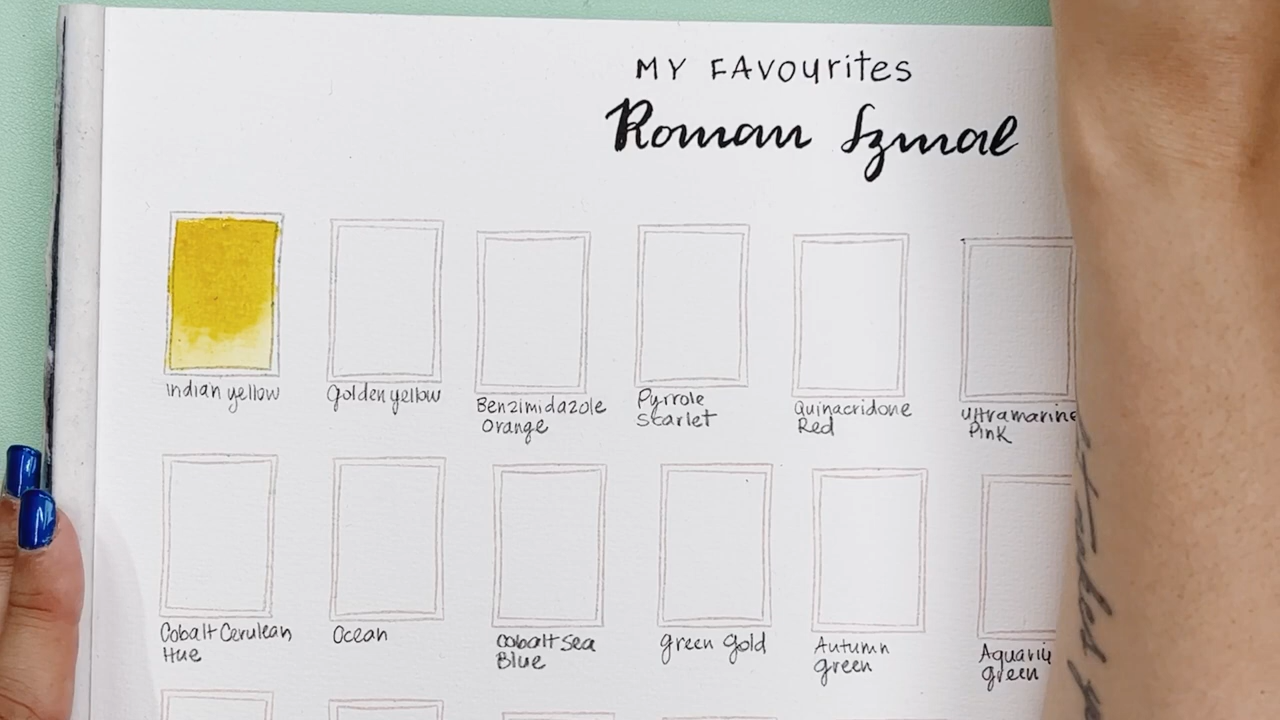 MY FAVOURITES
Roman Szmal
Indian yellow
Golden yellow
Benzimidazole
Orange
Pyrrole
Scarlet
Quinacridone
Red
Ultramarine
Pink
Cobalt Cerulean
Hue
Ocean
Cobalt Sea
Blue
Green Gold
Autumn
green
green